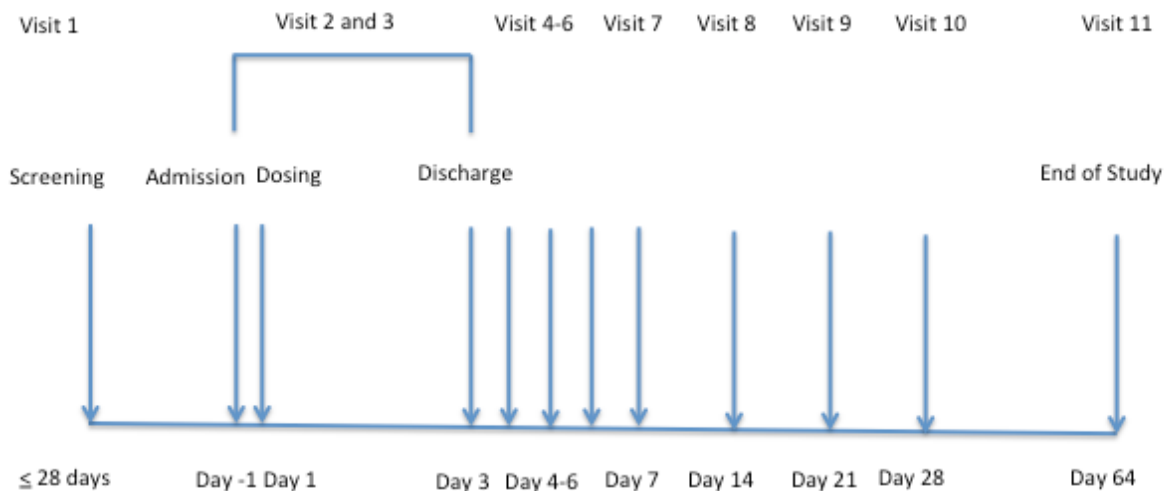 Visit 1 Visit 2 and 3 Visit 4-6 Visit 7 Visit 8 Visit 9 Visit 10 Visit 11
Screening Admission Dosing Discharge End of Study
≤ 28 days Day -1 Day 1 Day 3 Day 4-6 Day 7 Day 14 Day 21 Day 28 Day 64